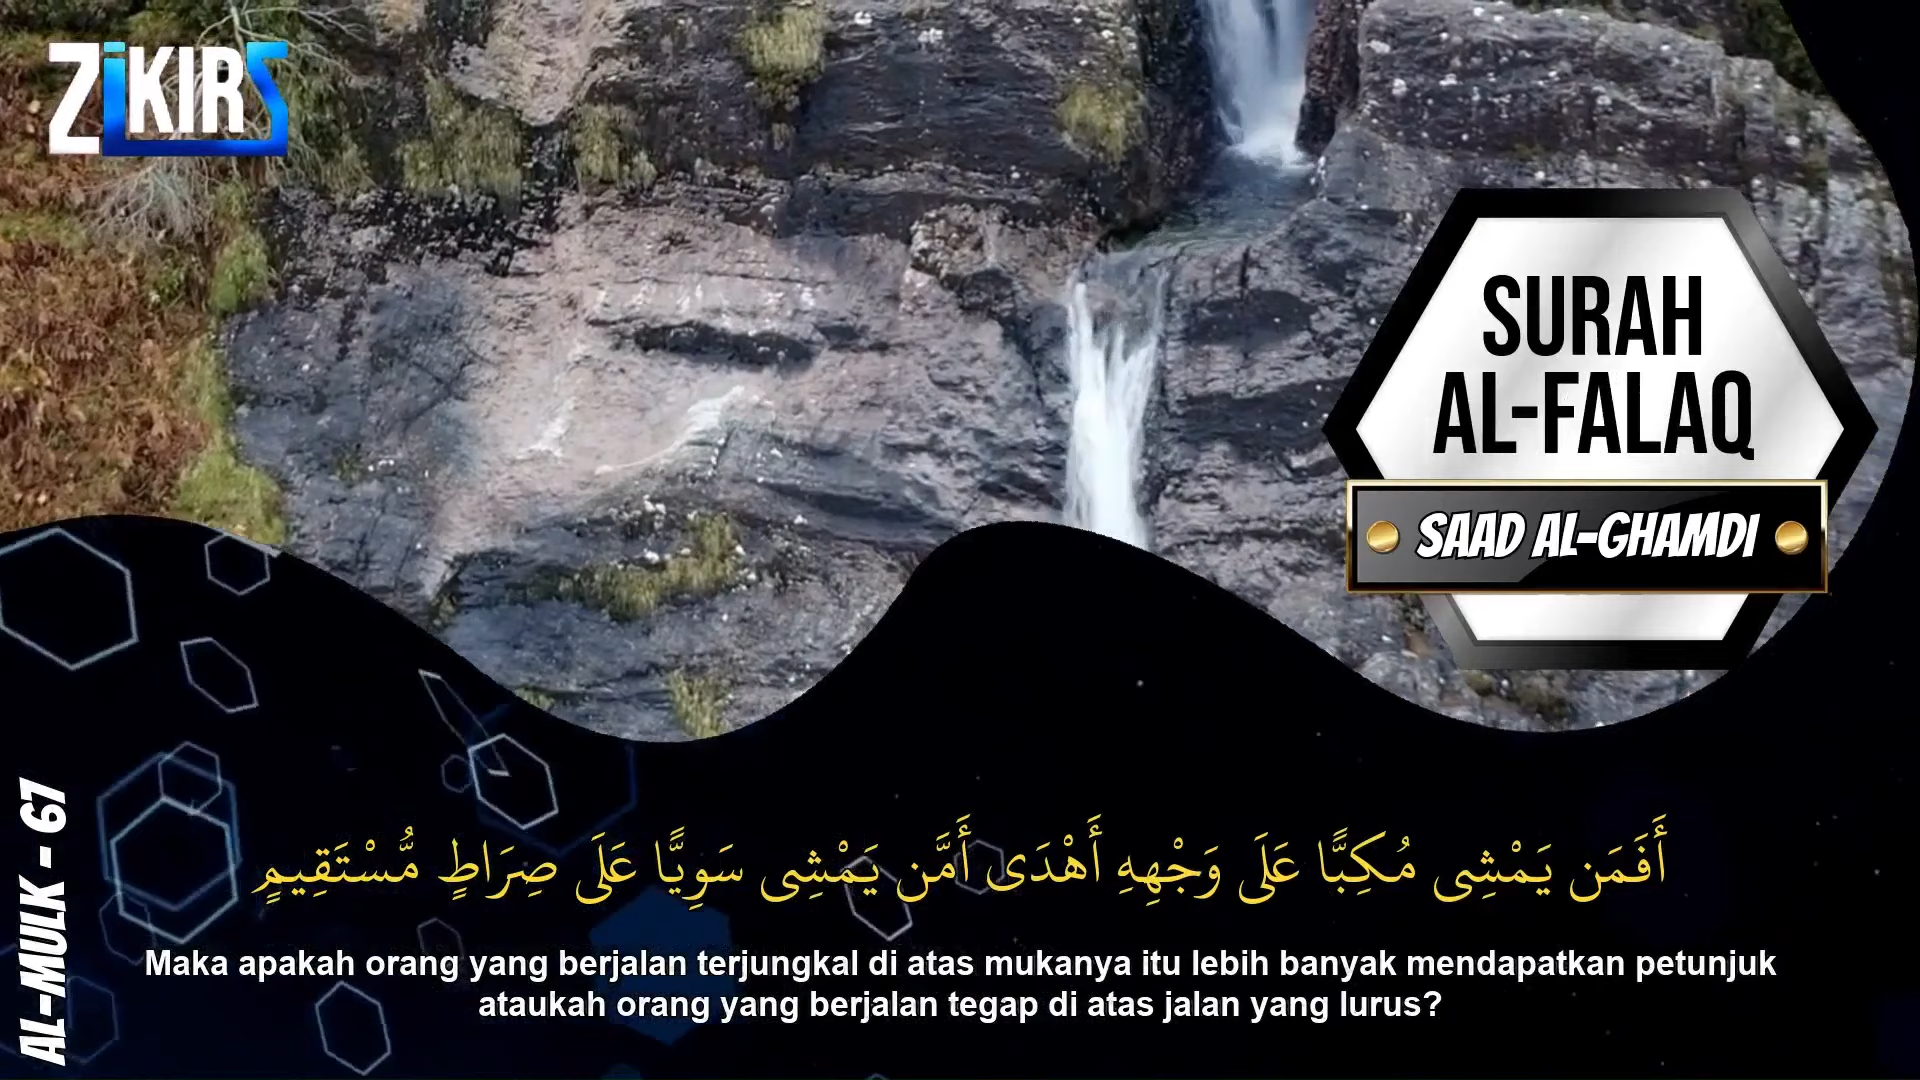 ZiKIRS
SURAH
AL-FALAQ
SAAD AL-GHAMDI
أَفَمَن يَمْشِى مُكِبًّا عَلَى وَجْهِهِ أَهْدَى أَمَّن يَمْشِى سَوِيًّا عَلَى صِرَاطٍ مُّسْتَقِيمٍ
Maka apakah orang yang berjalan terjungkal di atas mukanya itu lebih banyak mendapatkan petunjuk
ataukah orang yang berjalan tegap di atas jalan yang lurus?
AL-MULK - 67